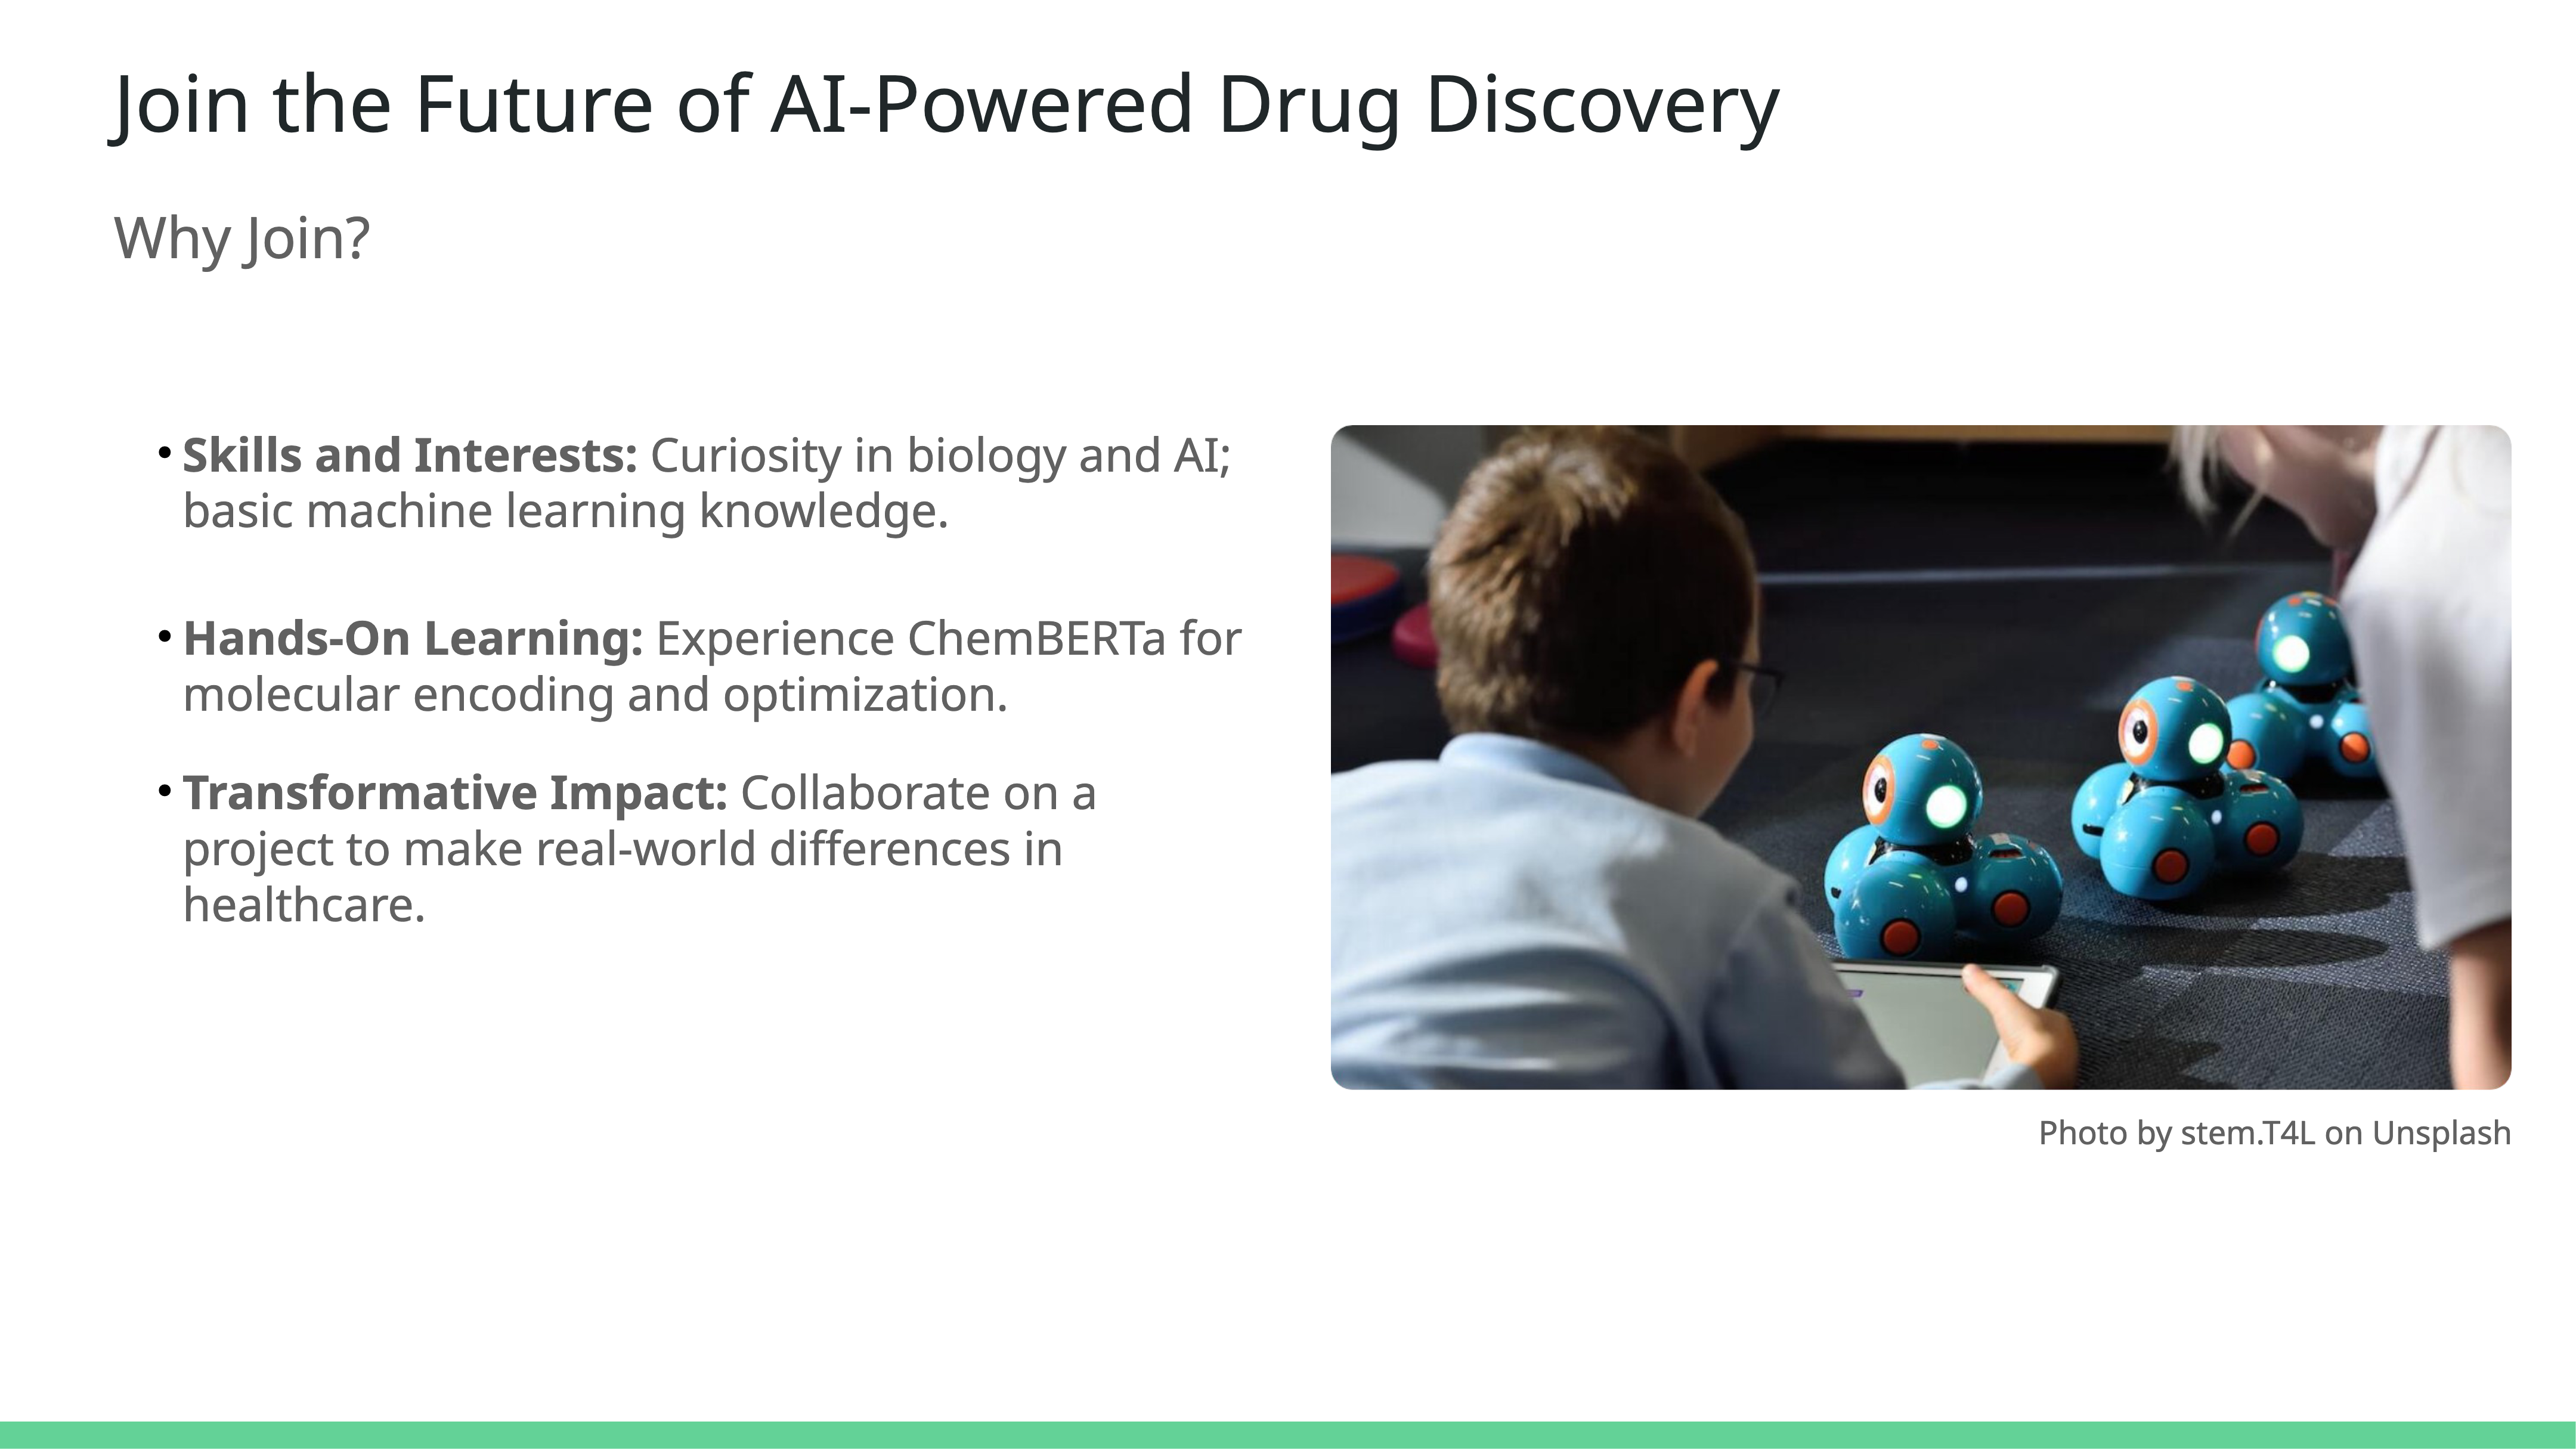 Join the Future of AI-Powered Drug Discovery
Why Join?
• Skills and Interests: Curiosity in biology and AI;
basic machine learning knowledge.
• Hands-On Learning: Experience ChemBERTa for
molecular encoding and optimization.
• Transformative Impact: Collaborate on a
project to make real-world differences in
healthcare.
Photo by stem.T4L on Unsplash